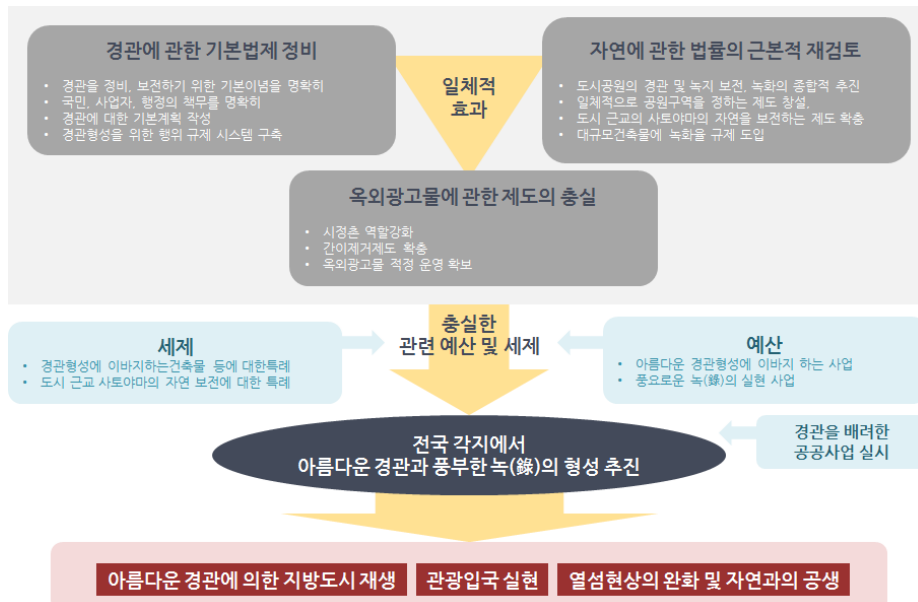 경관에 관한 기본법제 정비
• 경관을 정비, 보전하기 위한 기본이념을 명확히
• 국민, 사업자, 행정의 책무를 명확히
• 경관에 대한 기본계획 작성
• 경관형성을 위한 행위 규제 시스템 구축
일체적
효과
자연에 관한 법률의 근본적 재검토
• 도시공원의 경관 및 녹지 보전, 녹화의 종합적 추진
• 일체적으로 공원구역을 정하는 제도 창설,
• 도시 근교의 사토야마의 자연을 보전하는 제도 확충
• 대규모건축물에 녹화율 규제 도입
옥외광고물에 관한 제도의 충실
• 시정촌 역할강화
• 간이제거제도 확충
• 옥외광고물 적정 운영 확보
충실한
관련 예산 및 세제
세제
• 경관형성에 이바지하는건축물 등에 대한특례
• 도시 근교 사토야마의 자연 보전에 대한 특례
예산
• 아름다운 경관형성에 이바지 하는 사업
• 풍요로운 녹(錄)의 실현 사업
전국 각지에서
아름다운 경관과 풍부한 녹(錄)의 형성 추진
경관을 배려한
공공사업 실시
아름다운 경관에 의한 지방도시 재생
관광입국 실현
열섬현상의 완화 및 자연과의 공생